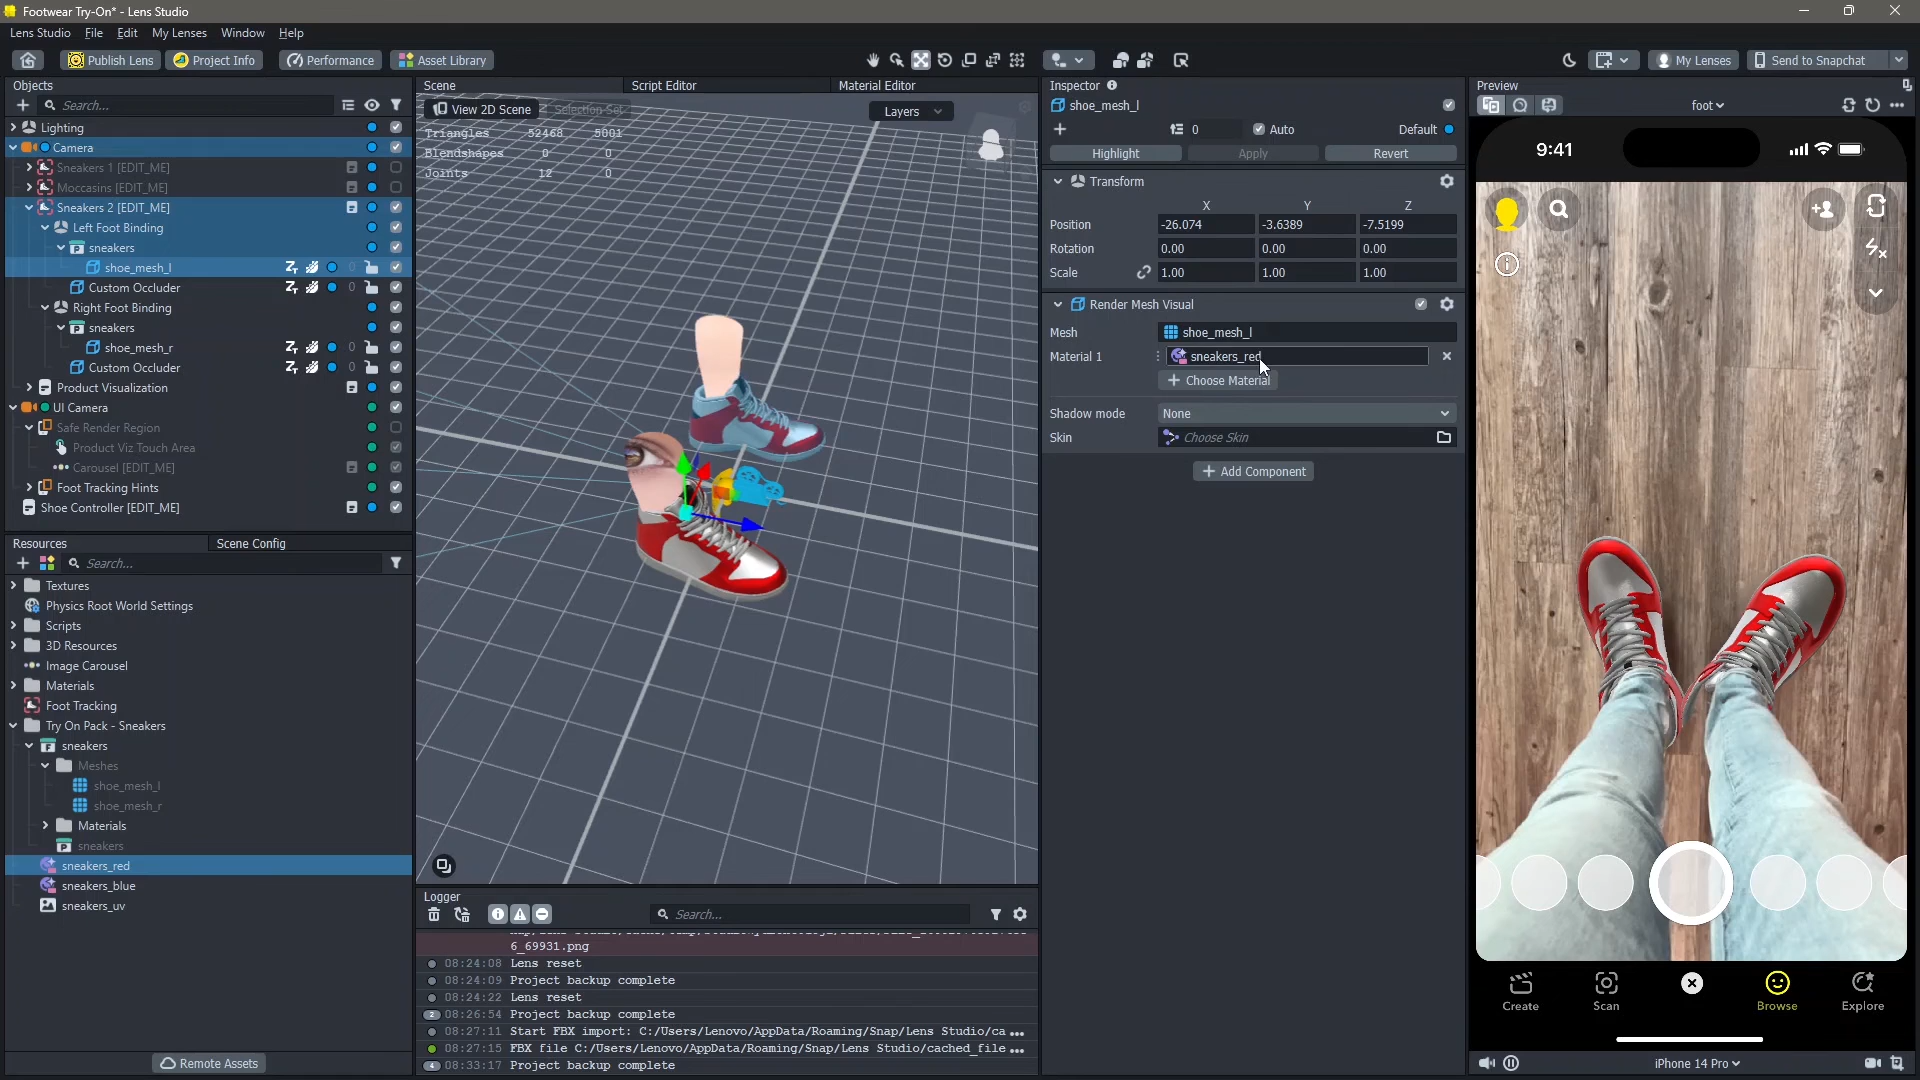 Footwear Try-On* - Lens Studio
Lens Studio File Edit My Lenses Window Help
Publish Lens Project Info Performance Asset Library My Lenses Send to Snapchat
Objects
Search...
Lighting
Camera
Sneakers 1 [EDIT_ME]
Moccasins [EDIT_ME]
Sneakers 2 [EDIT_ME]
Left Foot Binding
sneakers
shoe_mesh_l
Custom Occluder
Right Foot Binding
sneakers
shoe_mesh_r
Custom Occluder
Product Visualization
UI Camera
Safe Render Region
Product Viz Touch Area
Carousel [EDIT_ME]
Foot Tracking Hints
Shoe Controller [EDIT_ME]
Resources Scene Config
Search...
Textures
Physics Root World Settings
Scripts
3D Resources
Image Carousel
Materials
Foot Tracking
Try On Pack - Sneakers
sneakers
Meshes
shoe_mesh_l
shoe_mesh_r
Materials
sneakers
sneakers_red
sneakers_blue
sneakers_uv
Remote Assets
Scene Script Editor Material Editor
View 2D Scene Selection Set Layers
Triangles 52468 5001
Blendshapes 0 0
Joints 12 0
Logger
Search...
6_69931.png
08:24:08 Lens reset
08:24:09 Project backup complete
08:24:22 Lens reset
2 08:26:54 Project backup complete
08:27:11 Start FBX import: C:/Users/Lenovo/AppData/Roaming/Snap/Lens Studio/ca ...
08:27:15 FBX file C:/Users/Lenovo/AppData/Roaming/Snap/Lens Studio/cached_file ...
4 08:33:17 Project backup complete
Inspector
shoe_mesh_l
0 Auto Default
Highlight Apply Revert
Transform
X Y Z
Position -26.074 -3.6389 -7.5199
Rotation 0.00 0.00 0.00
Scale 1.00 1.00 1.00
Render Mesh Visual
Mesh shoe_mesh_l
Material 1 sneakers_red
+ Choose Material
Shadow mode None
Skin Choose Skin
+ Add Component
Preview
foot
9:41
Create Scan Browse Explore
iPhone 14 Pro